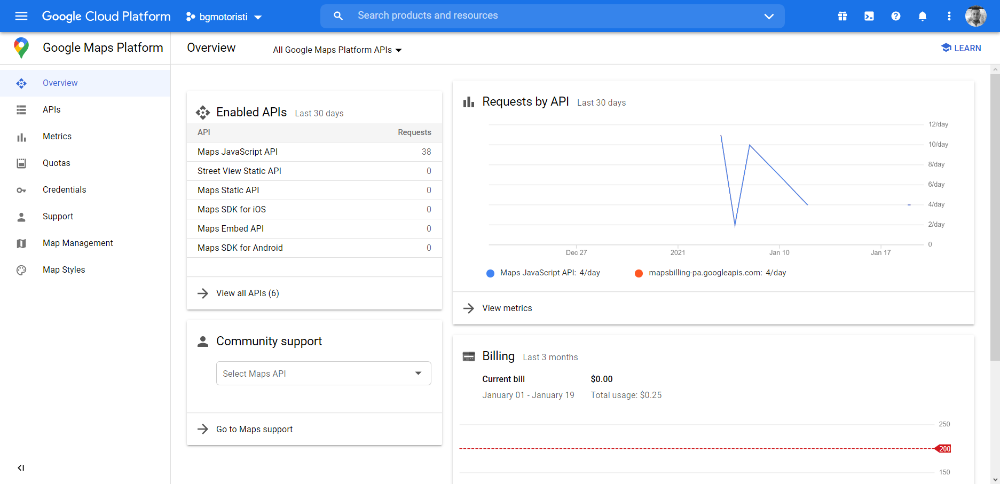 Google Cloud Platform
bgmotoristi
Search products and resources
Google Maps Platform
Overview
All Google Maps Platform APIs
LEARN
Overview
APIs
Metrics
Quotas
Credentials
Support
Map Management
Map Styles
Enabled APIs Last 30 days
API Requests
Maps JavaScript API 38
Street View Static API 0
Maps Static API 0
Maps SDK for iOS 0
Maps Embed API 0
Maps SDK for Android 0
View all APIs (6)
Community support
Select Maps API
Go to Maps support
Requests by API Last 30 days
12/day
10/day
8/day
6/day
4/day
2/day
0
Dec 27 2021 Jan 10 Jan 17
Maps JavaScript API: 4/day mapsbilling-pa.googleapis.com: 4/day
View metrics
Billing Last 3 months
Current bill $0.00
January 01 - January 19 Total usage: $0.25
250
200
150